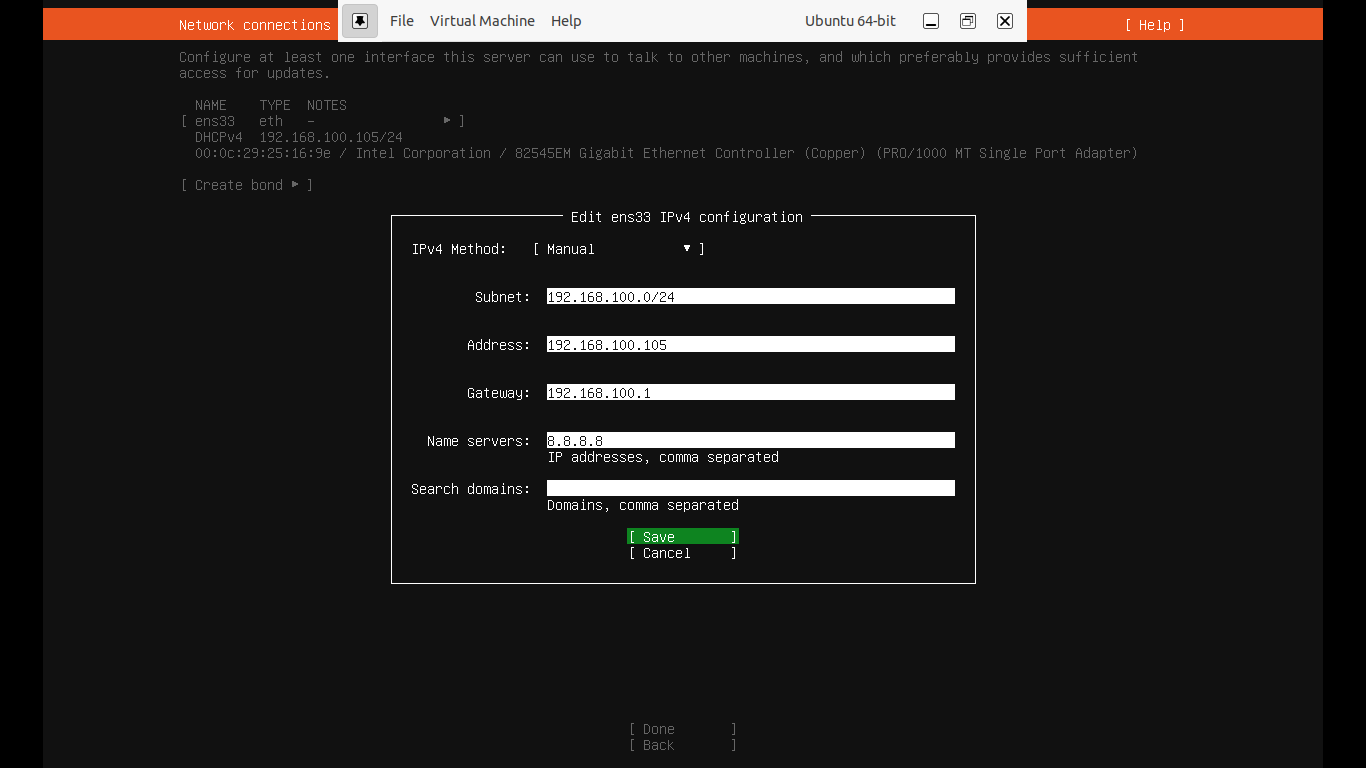 File Virtual Machine Help Ubuntu 64-bit
Network connections [ Help ]
Configure at least one interface this server can use to talk to other machines, and which preferably provides sufficient
access for updates.
NAME TYPE NOTES
[ ens33 eth – ▸ ]
DHCPv4 192.168.100.105/24
00:0c:29:25:16:9e / Intel Corporation / 82545EM Gigabit Ethernet Controller (Copper) (PRO/1000 MT Single Port Adapter)
[ Create bond ▸ ]
Edit ens33 IPv4 configuration
IPv4 Method: [ Manual ▾ ]
Subnet: 192.168.100.0/24
Address: 192.168.100.105
Gateway: 192.168.100.1
Name servers: 8.8.8.8
IP addresses, comma separated
Search domains:
Domains, comma separated
[ Save ]
[ Cancel ]
[ Done ]
[ Back ]